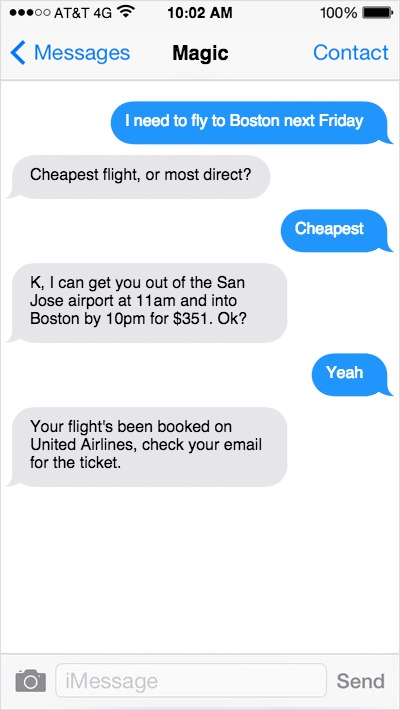 AT&T 4G 10:02 AM 100%
Messages Magic Contact
I need to fly to Boston next Friday
Cheapest flight, or most direct?
Cheapest
K, I can get you out of the San
Jose airport at 11am and into
Boston by 10pm for $351. Ok?
Yeah
Your flight's been booked on
United Airlines, check your email
for the ticket.
iMessage Send